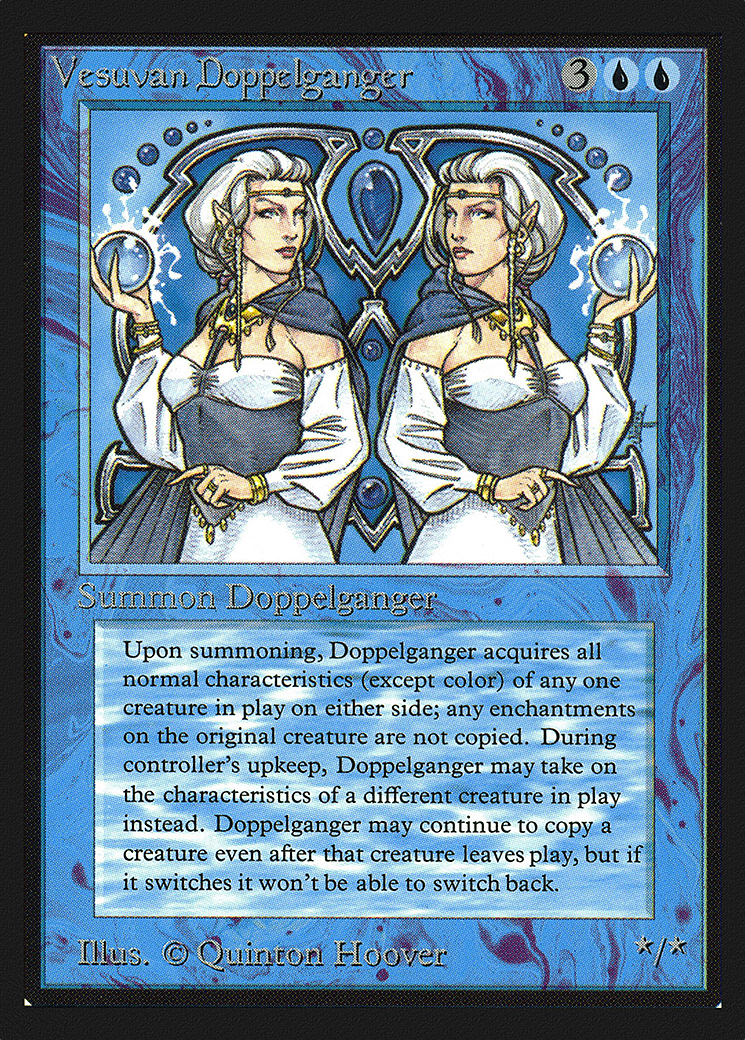 Vesuvan Doppelganger 3
Summon Doppelganger
Upon summoning, Doppelganger acquires all
normal characteristics (except color) of any one
creature in play on either side; any enchantments
on the original creature are not copied. During
controller's upkeep, Doppelganger may take on
the characteristics of a different creature in play
instead. Doppelganger may continue to copy a
creature even after that creature leaves play, but if
it switches it won't be able to switch back.
Illus. © Quinton Hoover */*